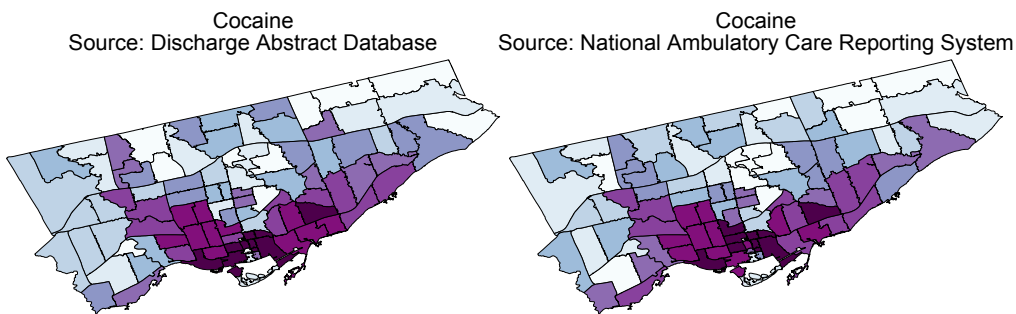 Cocaine
Source: Discharge Abstract Database
Cocaine
Source: National Ambulatory Care Reporting System